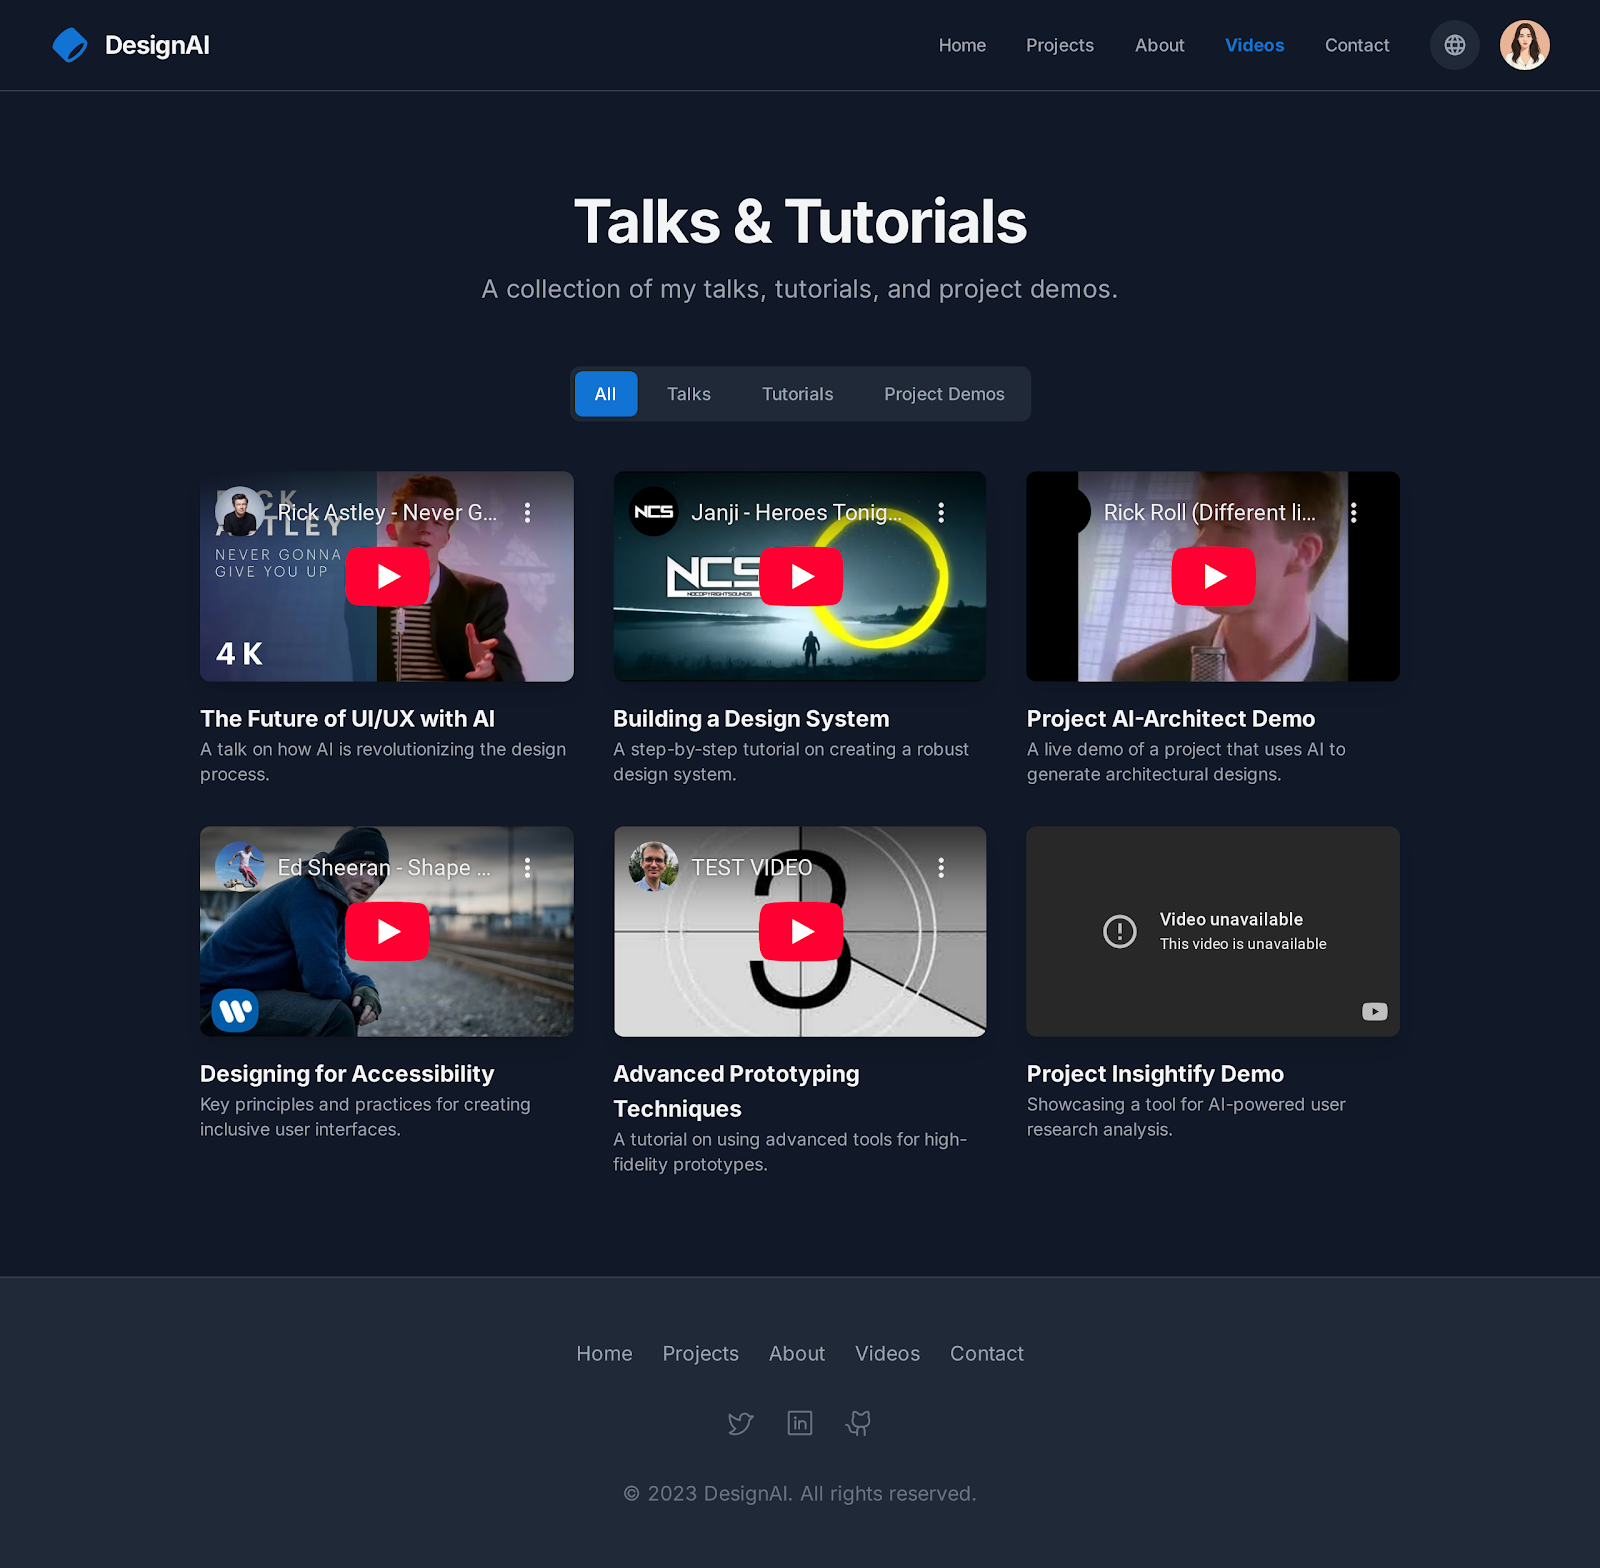 DesignAI
Home
Projects
About
Videos
Contact
Talks & Tutorials
A collection of my talks, tutorials, and project demos.
All
Talks
Tutorials
Project Demos
Rick Astley - Never G...
NEVER GONNA
GIVE YOU UP
4K
Janji - Heroes Tonig...
NCS
NCS
NOCOPYRIGHTSOUNDS
Rick Roll (Different li...
The Future of UI/UX with AI
A talk on how AI is revolutionizing the design
process.
Building a Design System
A step-by-step tutorial on creating a robust
design system.
Project AI-Architect Demo
A live demo of a project that uses AI to
generate architectural designs.
Ed Sheeran - Shape ...
TEST VIDEO
3
Video unavailable
This video is unavailable
Designing for Accessibility
Key principles and practices for creating
inclusive user interfaces.
Advanced Prototyping
Techniques
A tutorial on using advanced tools for high-
fidelity prototypes.
Project Insightify Demo
Showcasing a tool for AI-powered user
research analysis.
Home
Projects
About
Videos
Contact
© 2023 DesignAI. All rights reserved.